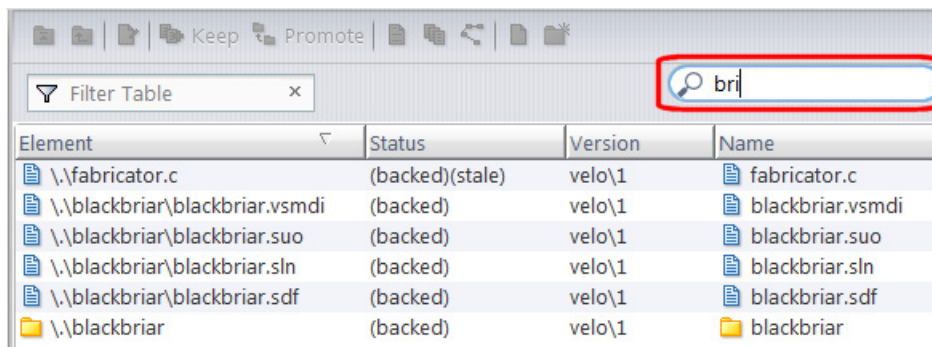 Keep Promote
Filter Table ×
bri
Element Status Version Name
\.\fabricator.c (backed)(stale) velo\1 fabricator.c
\.\blackbriar\blackbriar.vsmdi (backed) velo\1 blackbriar.vsmdi
\.\blackbriar\blackbriar.suo (backed) velo\1 blackbriar.suo
\.\blackbriar\blackbriar.sln (backed) velo\1 blackbriar.sln
\.\blackbriar\blackbriar.sdf (backed) velo\1 blackbriar.sdf
\.\blackbriar (backed) velo\1 blackbriar